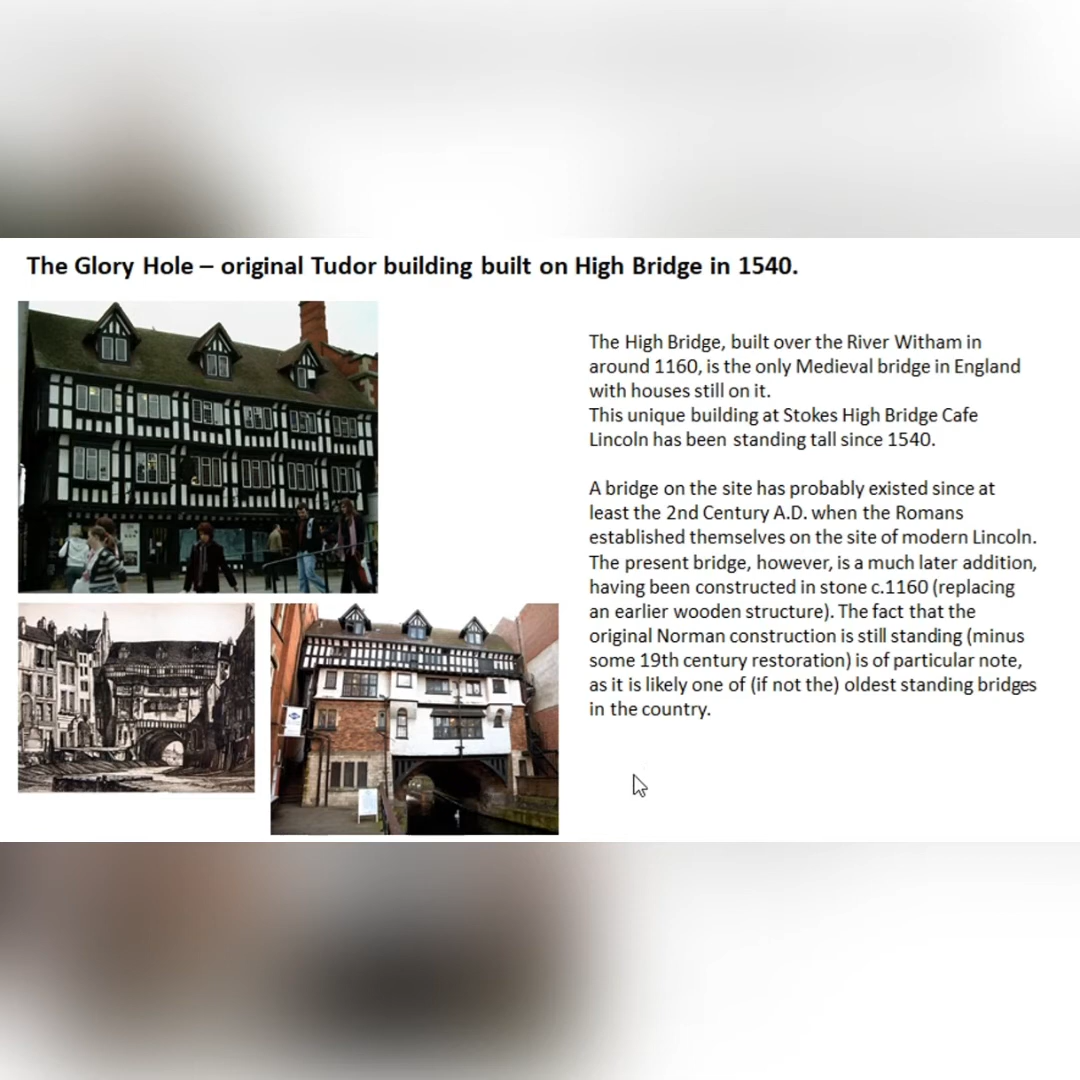 The Glory Hole – original Tudor building built on High Bridge in 1540.
The High Bridge, built over the River Witham in
around 1160, is the only Medieval bridge in England
with houses still on it.
This unique building at Stokes High Bridge Cafe
Lincoln has been standing tall since 1540.
A bridge on the site has probably existed since at
least the 2nd Century A.D. when the Romans
established themselves on the site of modern Lincoln.
The present bridge, however, is a much later addition,
having been constructed in stone c.1160 (replacing
an earlier wooden structure). The fact that the
original Norman construction is still standing (minus
some 19th century restoration) is of particular note,
as it is likely one of (if not the) oldest standing bridges
in the country.